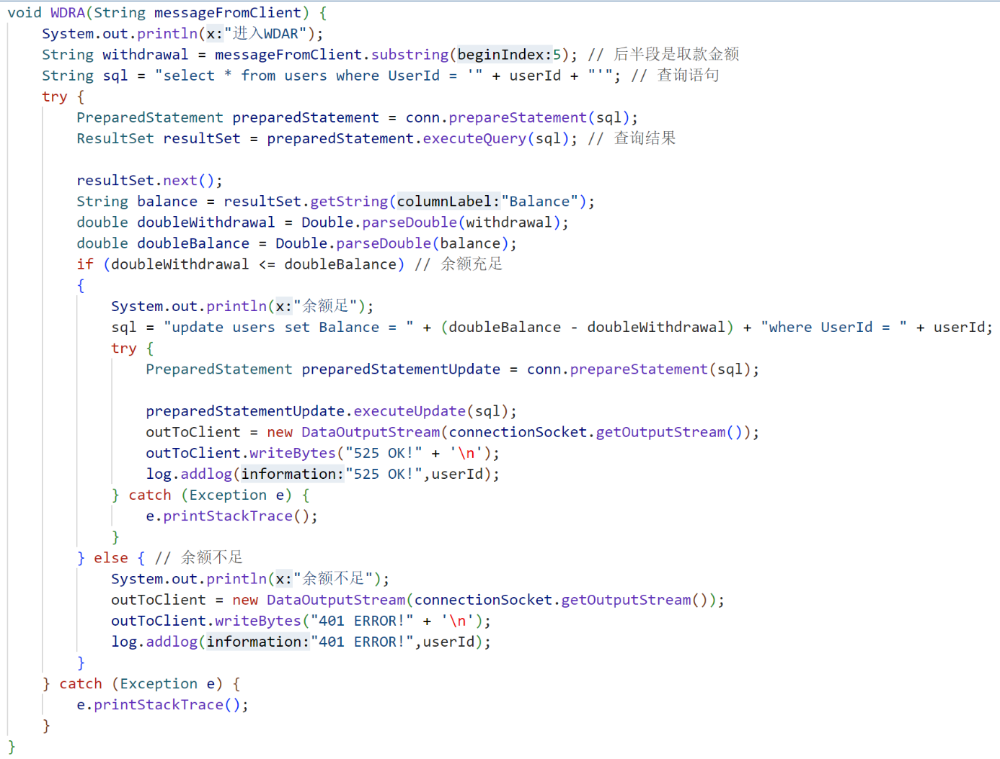 void WDRA(String messageFromClient) {
    System.out.println(x:"进入WDAR");
    String withdrawal = messageFromClient.substring(beginIndex:5); // 后半段是取款金额
    String sql = "select * from users where UserId = '" + userId + "'"; // 查询语句
    try {
        PreparedStatement preparedStatement = conn.prepareStatement(sql);
        ResultSet resultSet = preparedStatement.executeQuery(sql); // 查询结果
        resultSet.next();
        String balance = resultSet.getString(columnLabel:"Balance");
        double doubleWithdrawal = Double.parseDouble(withdrawal);
        double doubleBalance = Double.parseDouble(balance);
        if (doubleWithdrawal <= doubleBalance) // 余额充足
        {
            System.out.println(x:"余额足");
            sql = "update users set Balance = " + (doubleBalance - doubleWithdrawal) + "where UserId = " + userId;
            try {
                PreparedStatement preparedStatementUpdate = conn.prepareStatement(sql);
                preparedStatementUpdate.executeUpdate(sql);
                outToClient = new DataOutputStream(connectionSocket.getOutputStream());
                outToClient.writeBytes("525 OK!" + '\n');
                log.addlog(information:"525 OK!",userId);
            } catch (Exception e) {
                e.printStackTrace();
            }
        } else { // 余额不足
            System.out.println(x:"余额不足");
            outToClient = new DataOutputStream(connectionSocket.getOutputStream());
            outToClient.writeBytes("401 ERROR!" + '\n');
            log.addlog(information:"401 ERROR!",userId);
        }
    } catch (Exception e) {
        e.printStackTrace();
    }
}